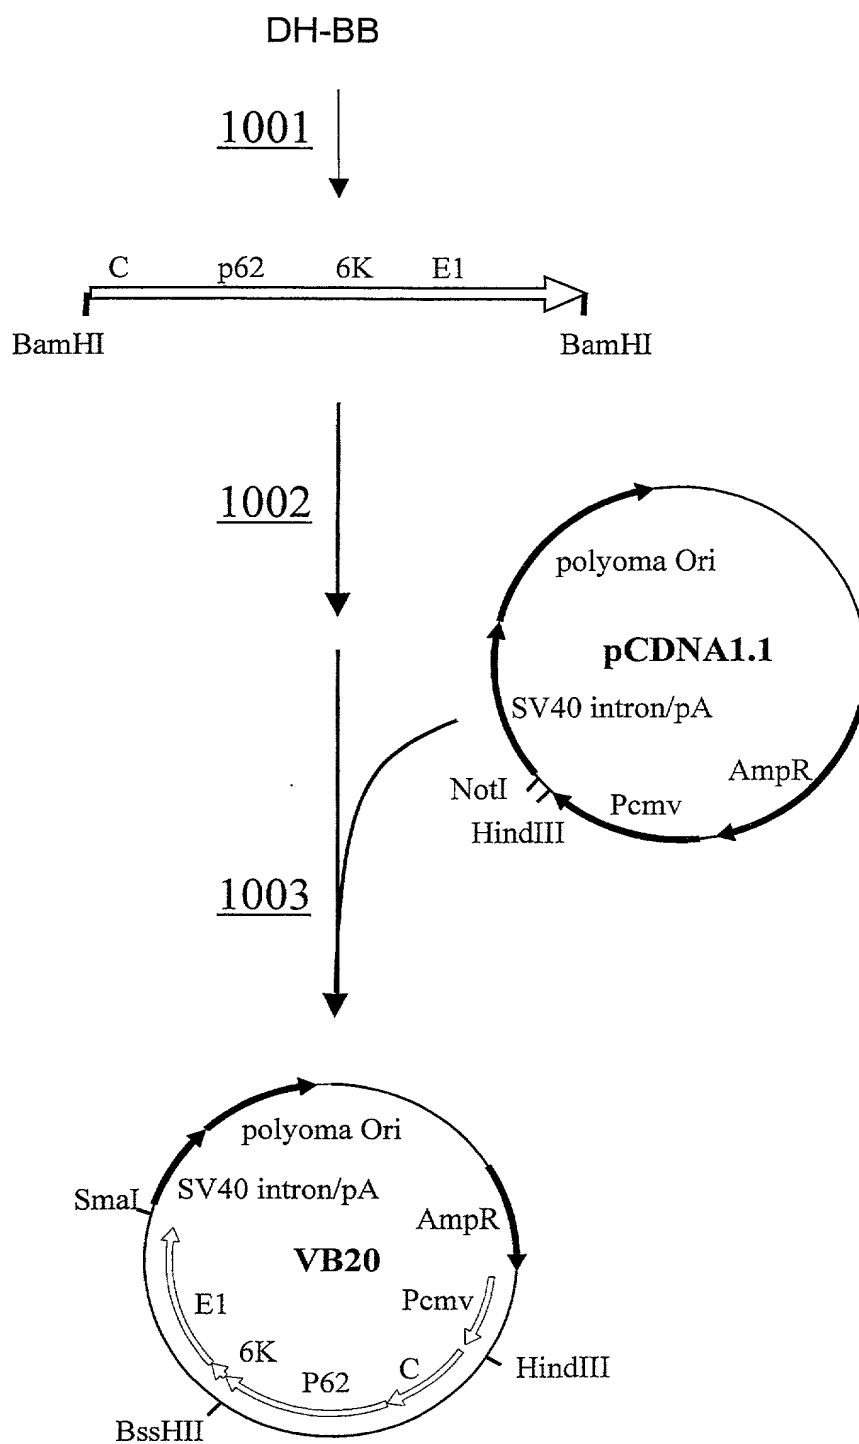 DH-BB
1001
C p62 6K E1
BamHI BamHI
1002
polyoma Ori
pCDNA1.1
SV40 intron/pA
AmpR
NotI
Pcmv
HindIII
1003
polyoma Ori
SV40 intron/pA
SmaI
AmpR
VB20
Pcmv
E1
6K
C
P62
HindIII
BssHII